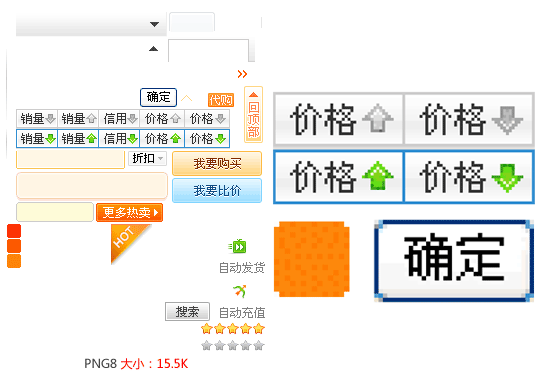 确定
代购
回顶部
销量 销量 信用 价格 价格
销量 销量 信用 价格 价格
折扣
我要购买
我要比价
更多热卖
HOT
自动发货
搜索
自动充值
PNG8 大小：15.5K
价格 价格
价格 价格
确定